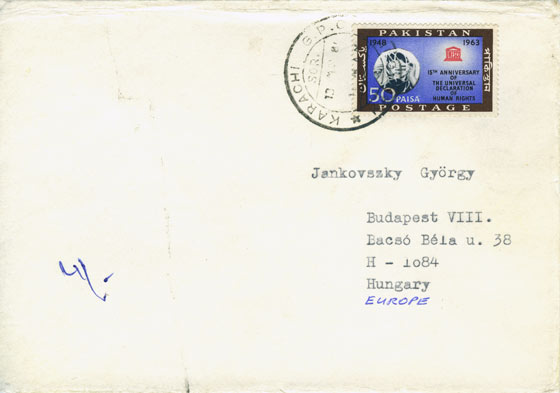 PAKISTAN
1948 1963
15TH ANNIVERSARY
OF
THE UNIVERSAL
DECLARATION
OF
HUMAN RIGHTS
50 PAISA
POSTAGE
KARACHI G.P.O
Jankovszky György
Budapest VIII.
Bacsó Béla u. 38
H - 1o84
Hungary
EUROPE